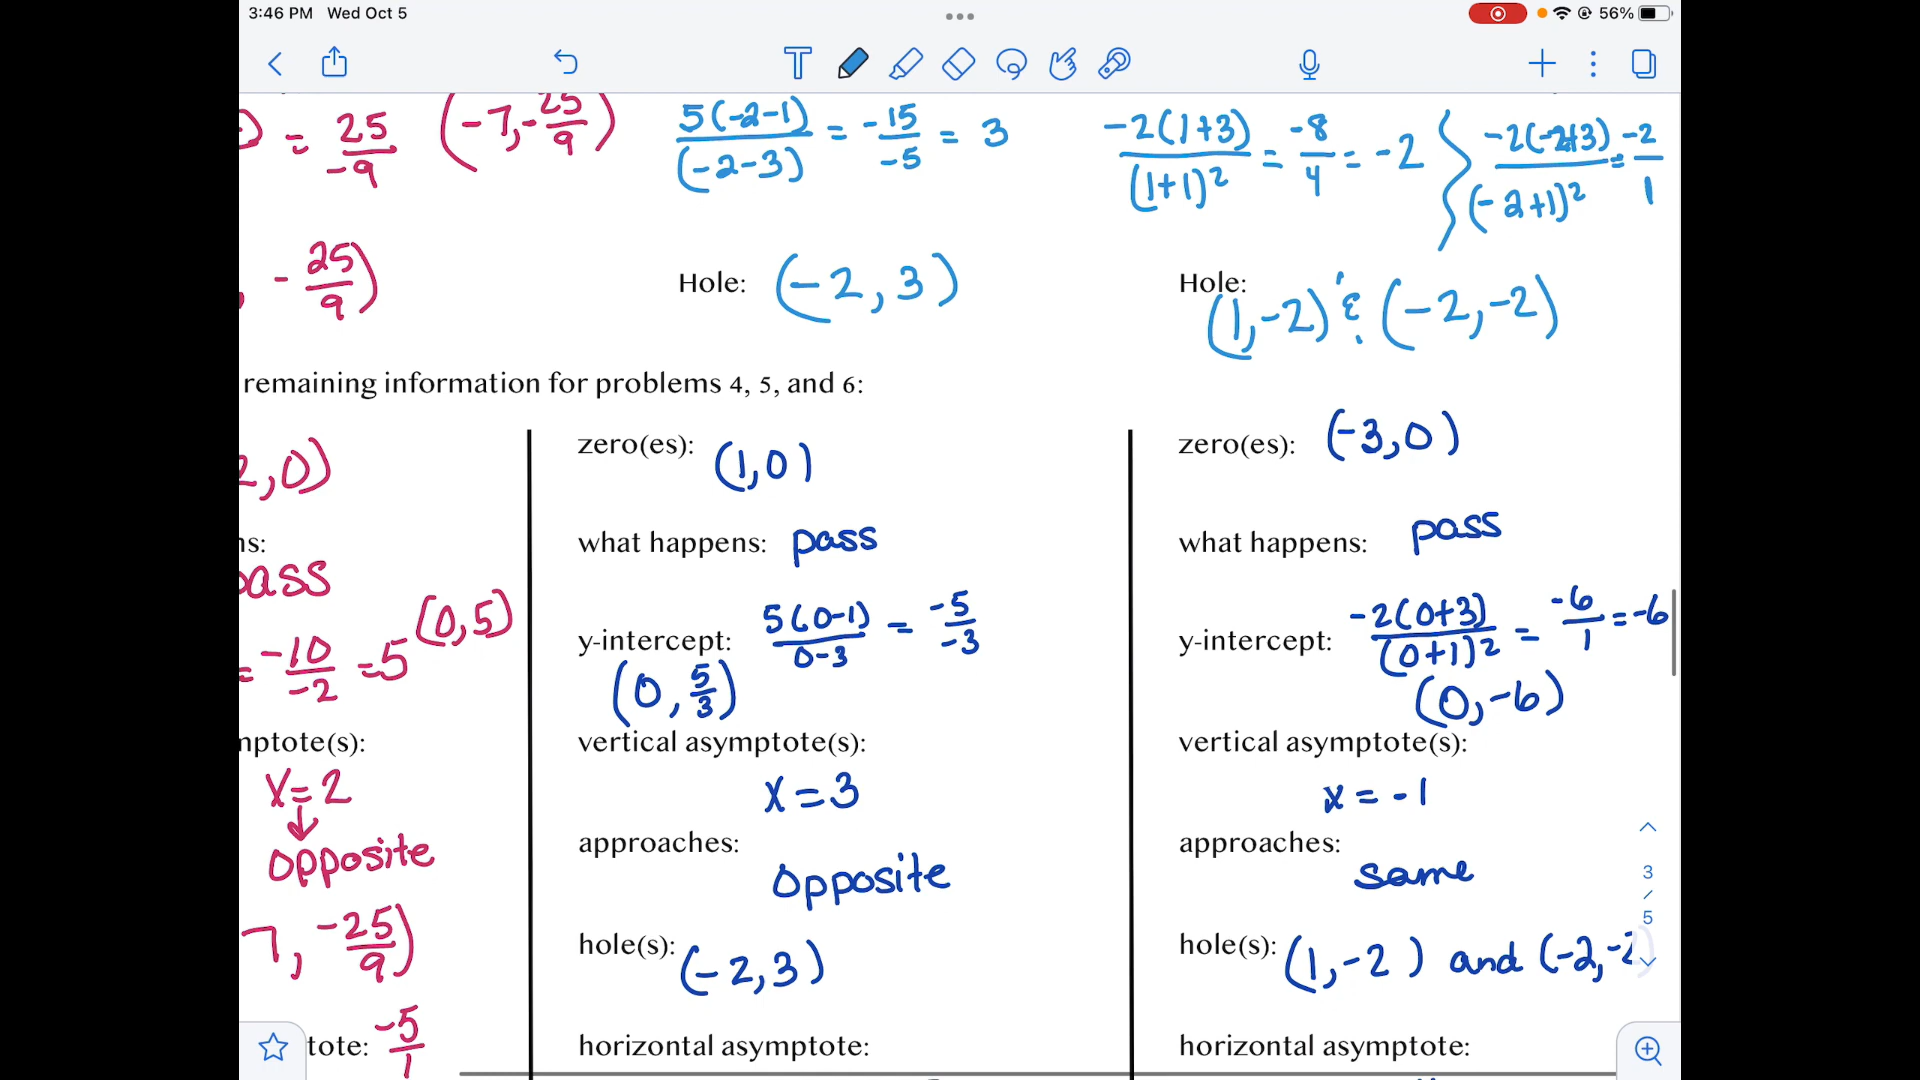 3:46 PM Wed Oct 5
56%
= 25/-9 (-7, -25/9)
5(-2-1)/(-2-3) = -15/-5 = 3
-2(1+3)/(1+1)² = -8/4 = -2
-2(-2+3)/(-2+1)² = -2/1
, -25/9)
Hole: (-2, 3)
Hole: (1, -2) & (-2, -2)
remaining information for problems 4, 5, and 6:
2, 0)
ns:
pass
= -10/-2 = 5 (0, 5)
mptote(s):
x = 2
↓
opposite
7, -25/9)
tote: -5/1
zero(es): (1, 0)
what happens: pass
y-intercept: 5(0-1)/0-3 = -5/-3
(0, 5/3)
vertical asymptote(s):
x = 3
approaches:
opposite
hole(s): (-2, 3)
horizontal asymptote:
zero(es): (-3, 0)
what happens: pass
y-intercept: -2(0+3)/(0+1)² = -6/1 = -6
(0, -6)
vertical asymptote(s):
x = -1
approaches:
same
hole(s): (1, -2) and (-2, -2)
horizontal asymptote:
3
/
5